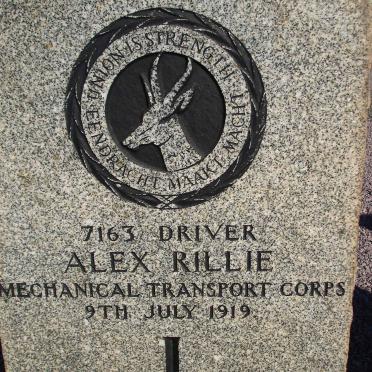 UNION IS STRENGTH
EENDRACHT MAAKT MACHT
7163 DRIVER
ALEX RILLIE
MECHANICAL TRANSPORT CORPS
9TH JULY 1919